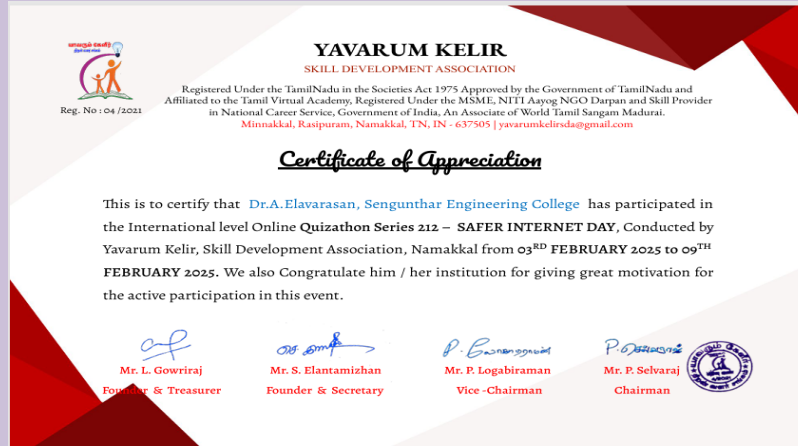 யாவரும் கேளிர்
YAVARUM KELIR
SKILL DEVELOPMENT ASSOCIATION
Reg. No : 04 /2021
Registered Under the TamilNadu in the Societies Act 1975 Approved by the Government of TamilNadu and
Affiliated to the Tamil Virtual Academy, Registered Under the MSME, NITI Aayog NGO Darpan and Skill Provider
in National Career Service, Government of India, An Associate of World Tamil Sangam Madurai.
Minnakkal, Rasipuram, Namakkal, TN, IN - 637505 | yavarumkelirsda@gmail.com
Certificate of Appreciation
This is to certify that Dr.A.Elavarasan, Sengunthar Engineering College has participated in
the International level Online Quizathon Series 212 – SAFER INTERNET DAY, Conducted by
Yavarum Kelir, Skill Development Association, Namakkal from 03RD FEBRUARY 2025 to 09TH
FEBRUARY 2025. We also Congratulate him / her institution for giving great motivation for
the active participation in this event.
Mr. L. Gowriraj
Founder & Treasurer
Mr. S. Elantamizhan
Founder & Secretary
Mr. P. Logabiraman
Vice -Chairman
Mr. P. Selvaraj
Chairman